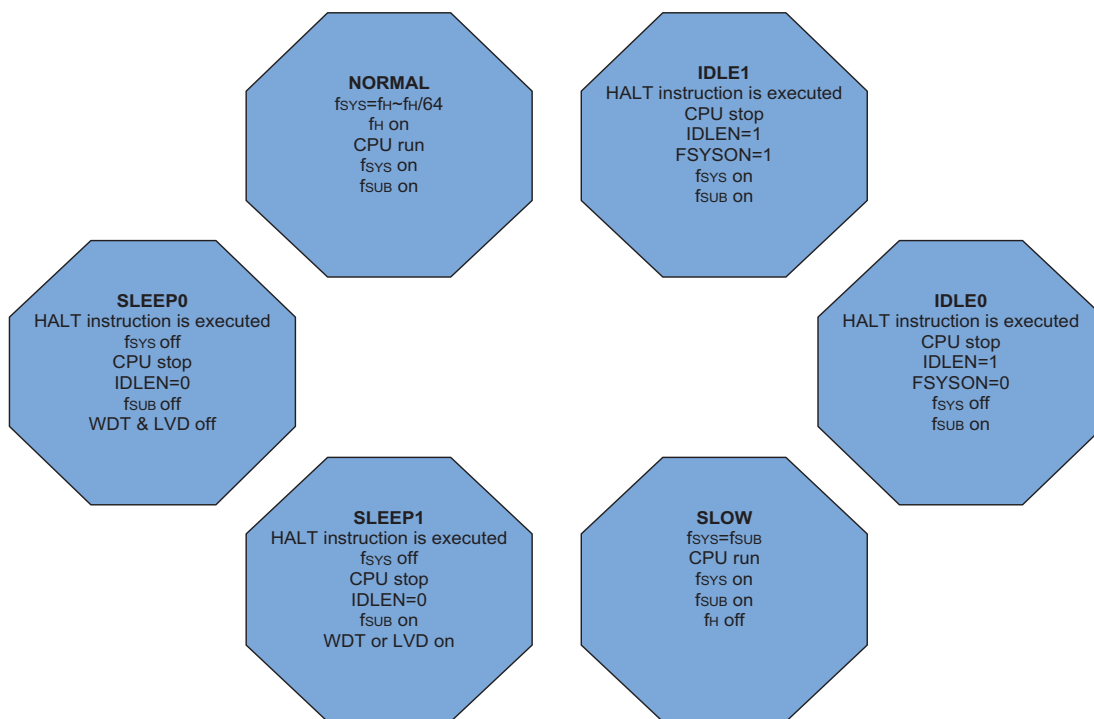 NORMAL
fSYS=fH~fH/64
fH on
CPU run
fSYS on
fSUB on
IDLE1
HALT instruction is executed
CPU stop
IDLEN=1
FSYSON=1
fSYS on
fSUB on
SLEEP0
HALT instruction is executed
fSYS off
CPU stop
IDLEN=0
fSUB off
WDT & LVD off
IDLE0
HALT instruction is executed
CPU stop
IDLEN=1
FSYSON=0
fSYS off
fSUB on
SLEEP1
HALT instruction is executed
fSYS off
CPU stop
IDLEN=0
fSUB on
WDT or LVD on
SLOW
fSYS=fSUB
CPU run
fSYS on
fSUB on
fH off